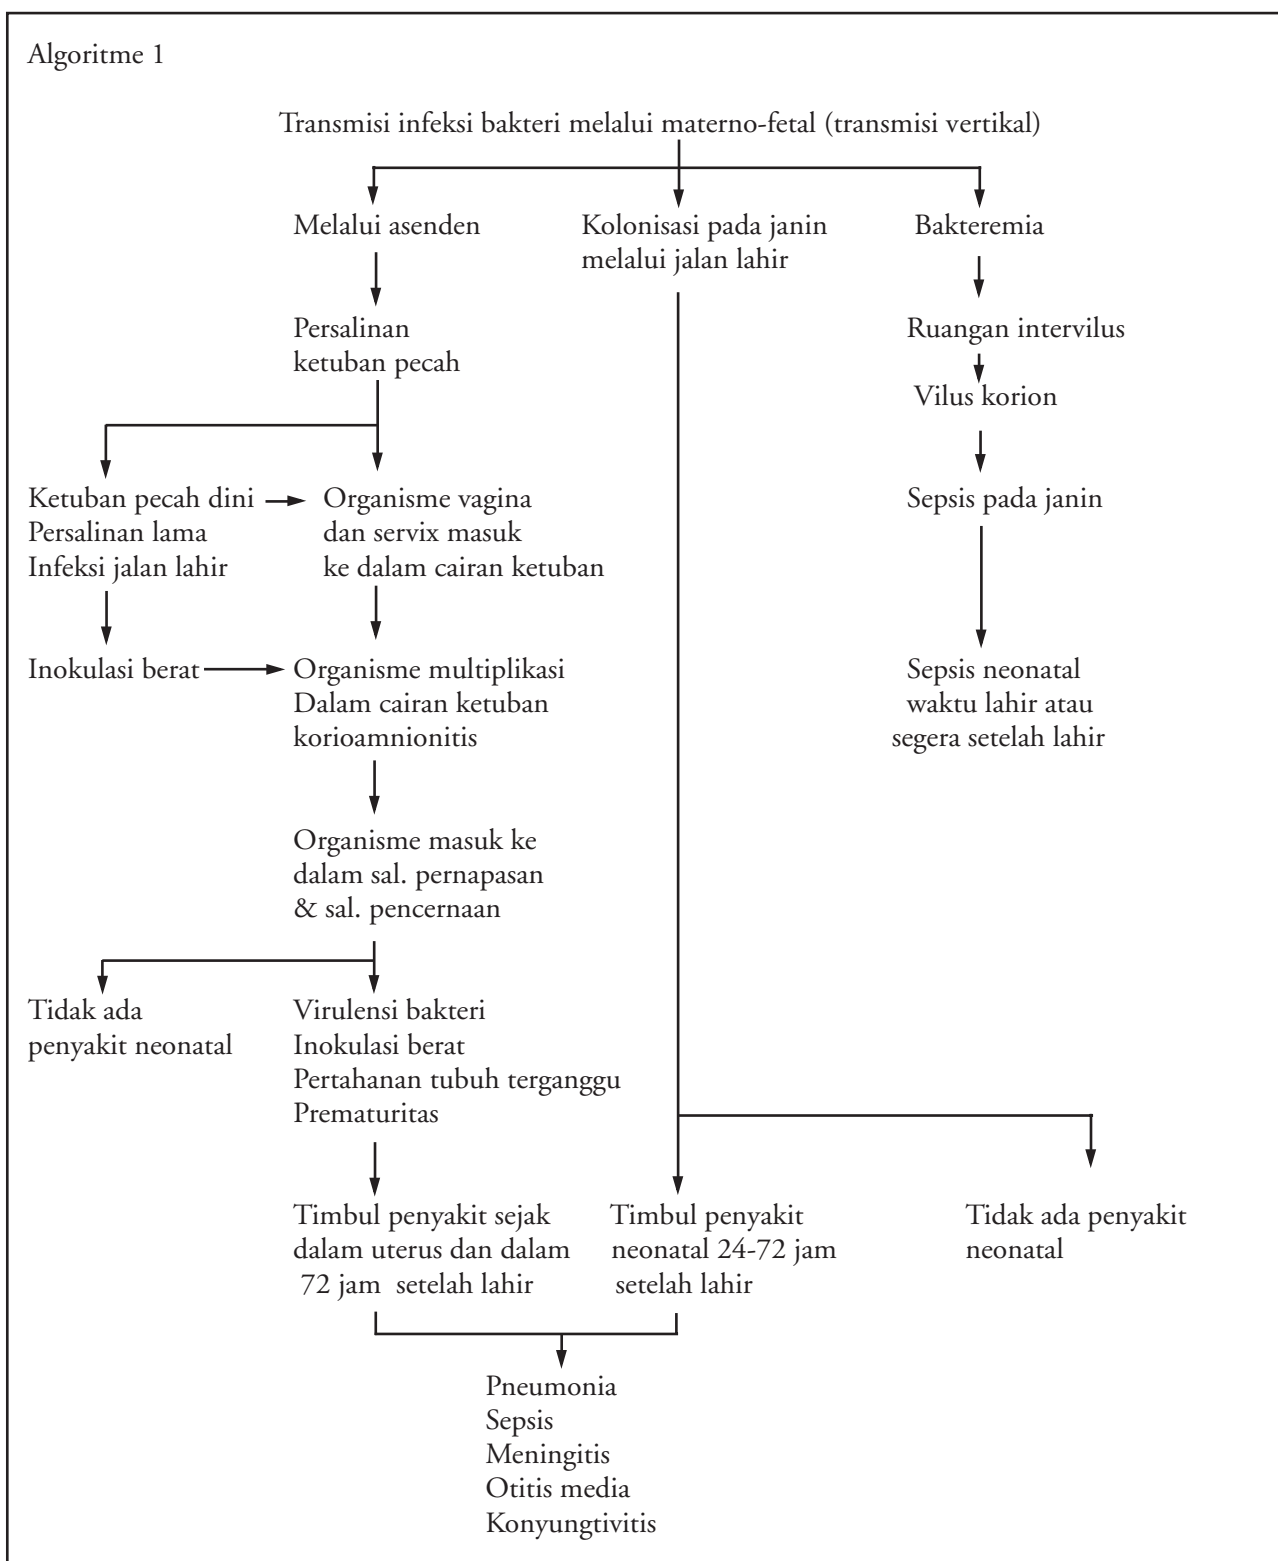 Algoritme 1
Transmisi infeksi bakteri melalui materno-fetal (transmisi vertikal)
Melalui asenden
Kolonisasi pada janin
melalui jalan lahir
Bakteremia
Persalinan
ketuban pecah
Ruangan intervilus
Vilus korion
Ketuban pecah dini
Persalinan lama
Infeksi jalan lahir
Organisme vagina
dan servix masuk
ke dalam cairan ketuban
Sepsis pada janin
Inokulasi berat
Organisme multiplikasi
Dalam cairan ketuban
korioamnionitis
Sepsis neonatal
waktu lahir atau
segera setelah lahir
Organisme masuk ke
dalam sal. pernapasan
& sal. pencernaan
Tidak ada
penyakit neonatal
Virulensi bakteri
Inokulasi berat
Pertahanan tubuh terganggu
Prematuritas
Timbul penyakit sejak
dalam uterus dan dalam
72 jam setelah lahir
Timbul penyakit
neonatal 24-72 jam
setelah lahir
Tidak ada penyakit
neonatal
Pneumonia
Sepsis
Meningitis
Otitis media
Konyungtivitis